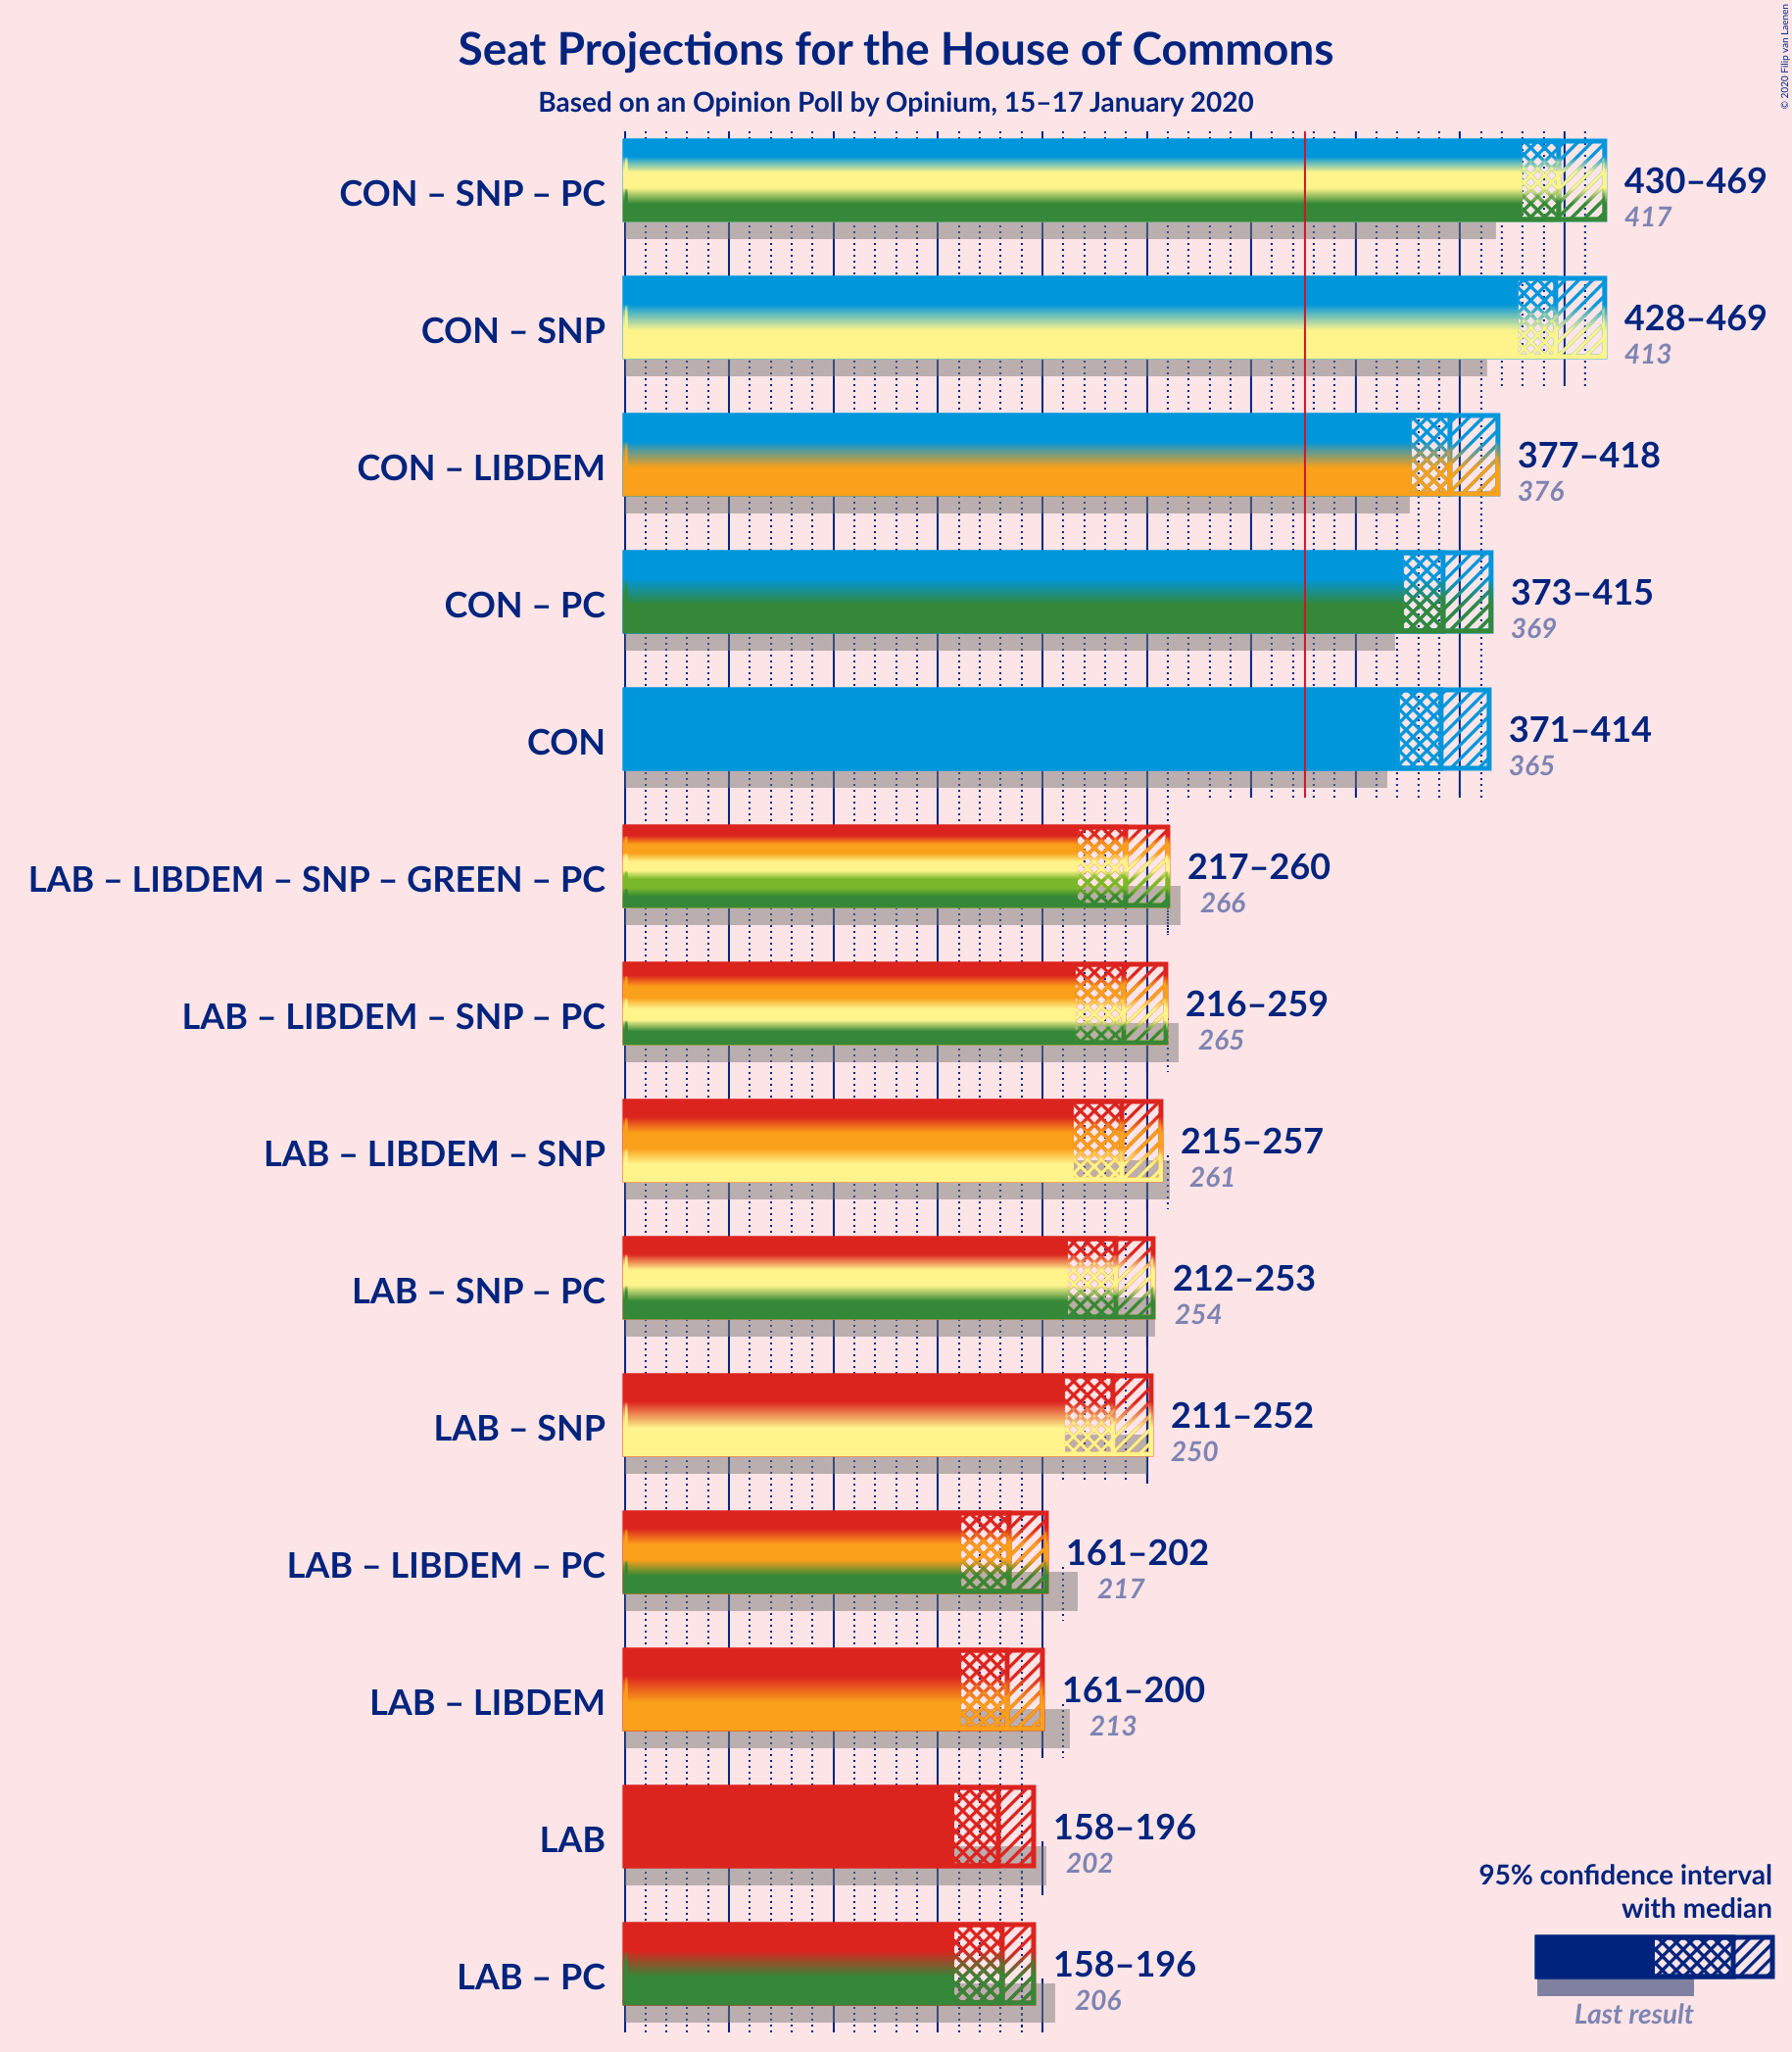 Seat Projections for the House of Commons
Based on an Opinion Poll by Opinium, 15–17 January 2020
© 2020 Filip van Laenen
CON – SNP – PC
430–469
417
CON – SNP
428–469
413
CON – LIBDEM
377–418
376
CON – PC
373–415
369
CON
371–414
365
LAB – LIBDEM – SNP – GREEN – PC
217–260
266
LAB – LIBDEM – SNP – PC
216–259
265
LAB – LIBDEM – SNP
215–257
261
LAB – SNP – PC
212–253
254
LAB – SNP
211–252
250
LAB – LIBDEM – PC
161–202
217
LAB – LIBDEM
161–200
213
LAB
158–196
202
LAB – PC
158–196
206
95% confidence interval
with median
Last result